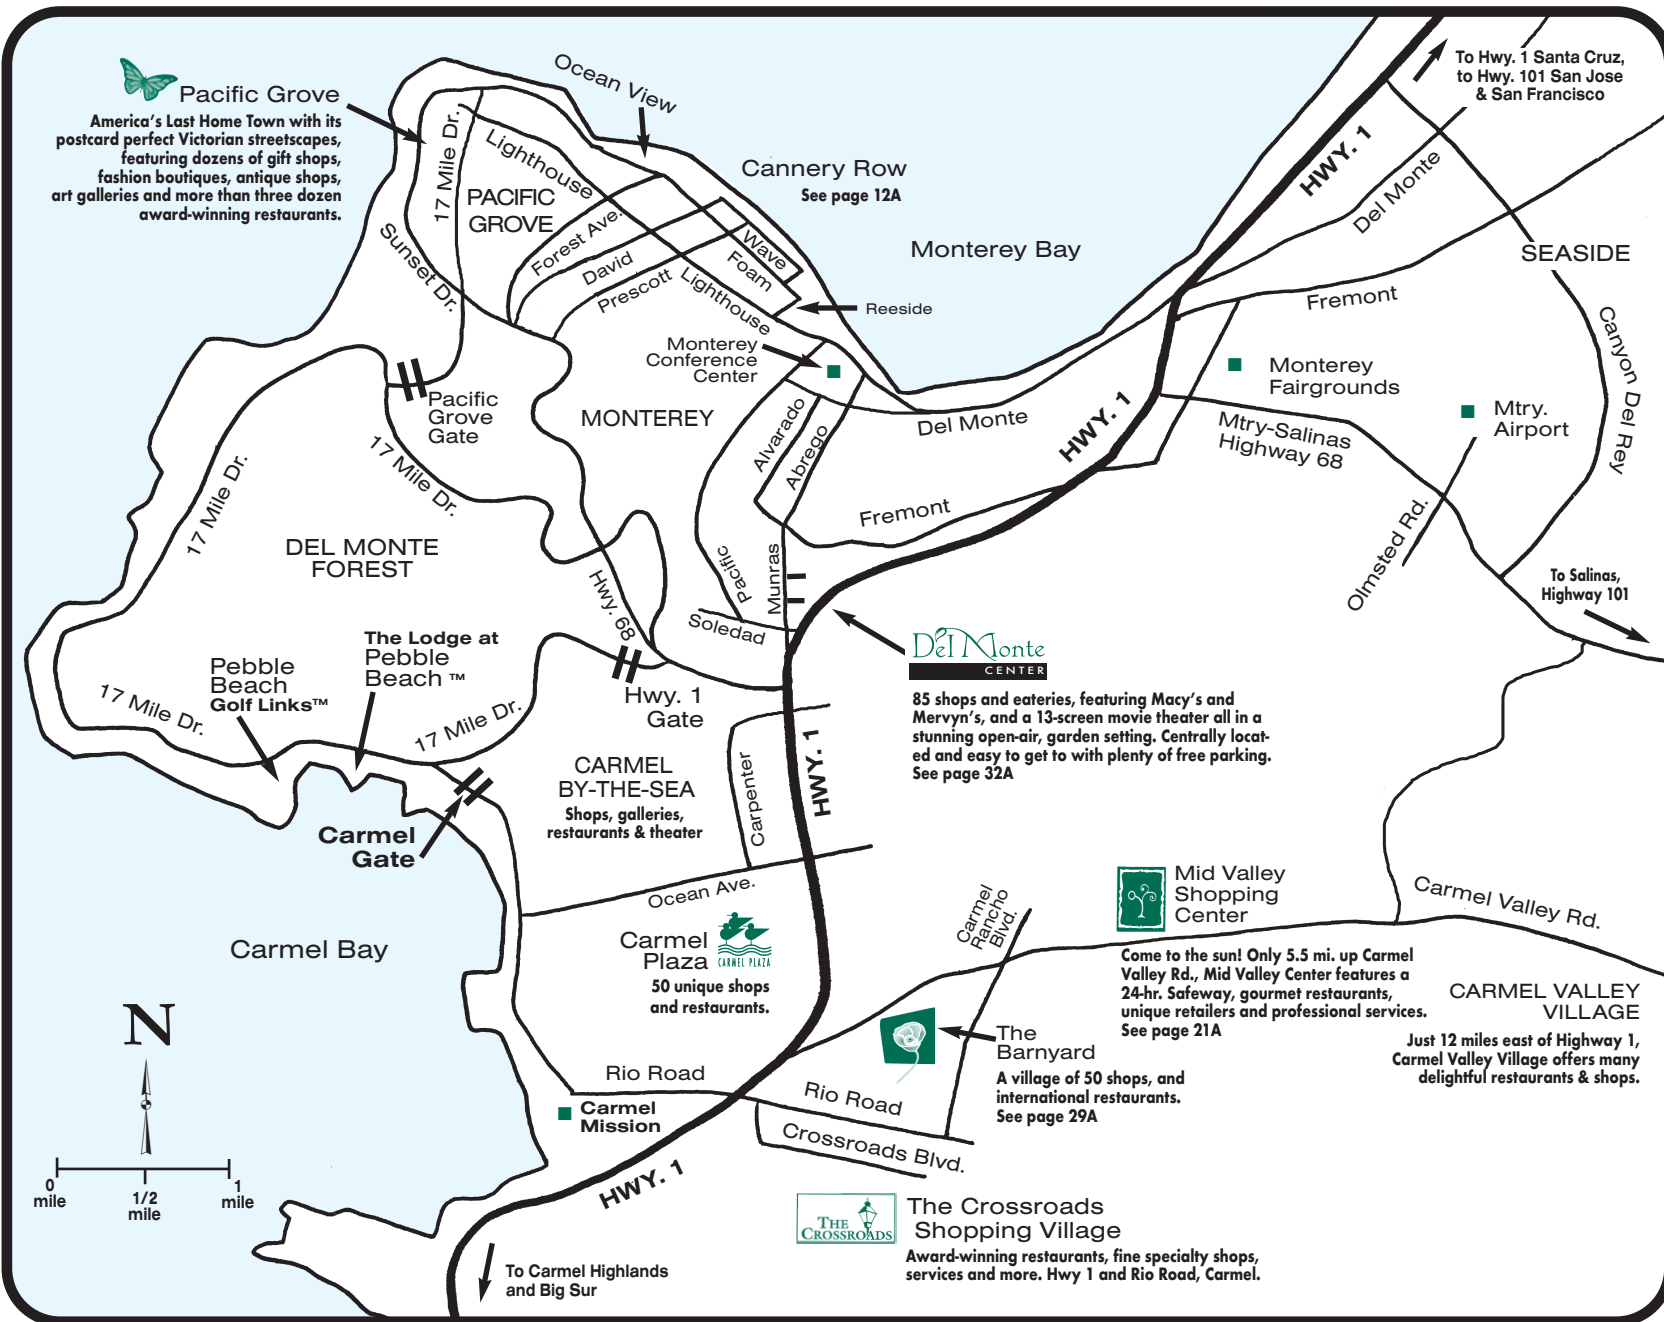 Pacific Grove
America's Last Home Town with its
postcard perfect Victorian streetscapes,
featuring dozens of gift shops,
fashion boutiques, antique shops,
art galleries and more than three dozen
award-winning restaurants.
Ocean View
To Hwy. 1 Santa Cruz,
to Hwy. 101 San Jose
& San Francisco
17 Mile Dr.
Lighthouse
PACIFIC
GROVE
Cannery Row
See page 12A
HWY. 1
Del Monte
Monterey Bay
SEASIDE
Sunset Dr.
Forest Ave.
David
Prescott
Wave
Foam
Lighthouse
Reeside
Fremont
Canyon Del Rey
Monterey
Conference
Center
Monterey
Fairgrounds
Mtry.
Airport
Pacific
Grove
Gate
MONTEREY
Alvarado
Abrego
Del Monte
HWY. 1
Mtry-Salinas
Highway 68
17 Mile Dr.
17 Mile Dr.
Fremont
Olmsted Rd.
DEL MONTE
FOREST
Pacific
Munras
Hwy. 68
Soledad
To Salinas,
Highway 101
Del Monte
CENTER
85 shops and eateries, featuring Macy's and
Mervyn's, and a 13-screen movie theater all in a
stunning open-air, garden setting. Centrally locat-
ed and easy to get to with plenty of free parking.
See page 32A
The Lodge at
Pebble
Beach ™
Pebble
Beach
Golf Links™
17 Mile Dr.
17 Mile Dr.
Hwy. 1
Gate
CARMEL
BY-THE-SEA
Shops, galleries,
restaurants & theater
Carpenter
HWY. 1
Carmel
Gate
Ocean Ave.
Carmel
Plaza
CARMEL PLAZA
50 unique shops
and restaurants.
Carmel Bay
Carmel
Rancho
Blvd.
Mid Valley
Shopping
Center
Come to the sun! Only 5.5 mi. up Carmel
Valley Rd., Mid Valley Center features a
24-hr. Safeway, gourmet restaurants,
unique retailers and professional services.
See page 21A
Carmel Valley Rd.
CARMEL VALLEY
VILLAGE
Just 12 miles east of Highway 1,
Carmel Valley Village offers many
delightful restaurants & shops.
The
Barnyard
A village of 50 shops, and
international restaurants.
See page 29A
N
Rio Road
Rio Road
Carmel
Mission
Crossroads Blvd.
HWY. 1
0
mile
1/2
mile
1
mile
THE
CROSSROADS
The Crossroads
Shopping Village
Award-winning restaurants, fine specialty shops,
services and more. Hwy 1 and Rio Road, Carmel.
To Carmel Highlands
and Big Sur